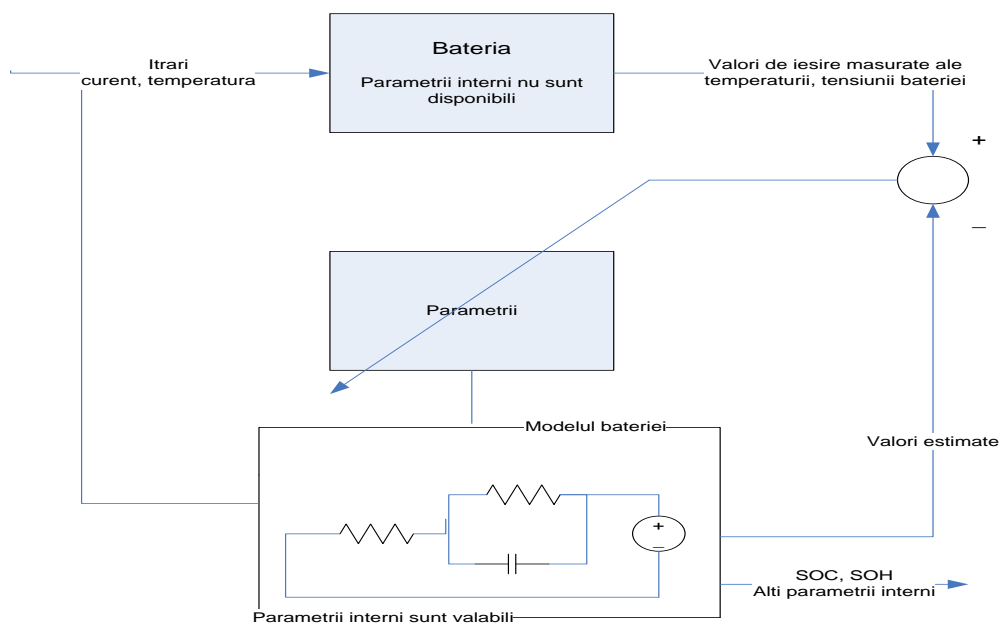 Bateria
Parametrii interni nu sunt
disponibili
Itrari
curent, temperatura
Valori de iesire masurate ale
temperaturii, tensiunii bateriei
+
−
Parametrii
Modelul bateriei
Valori estimate
+
−
SOC, SOH
Alti parametrii interni
Parametrii interni sunt valabili